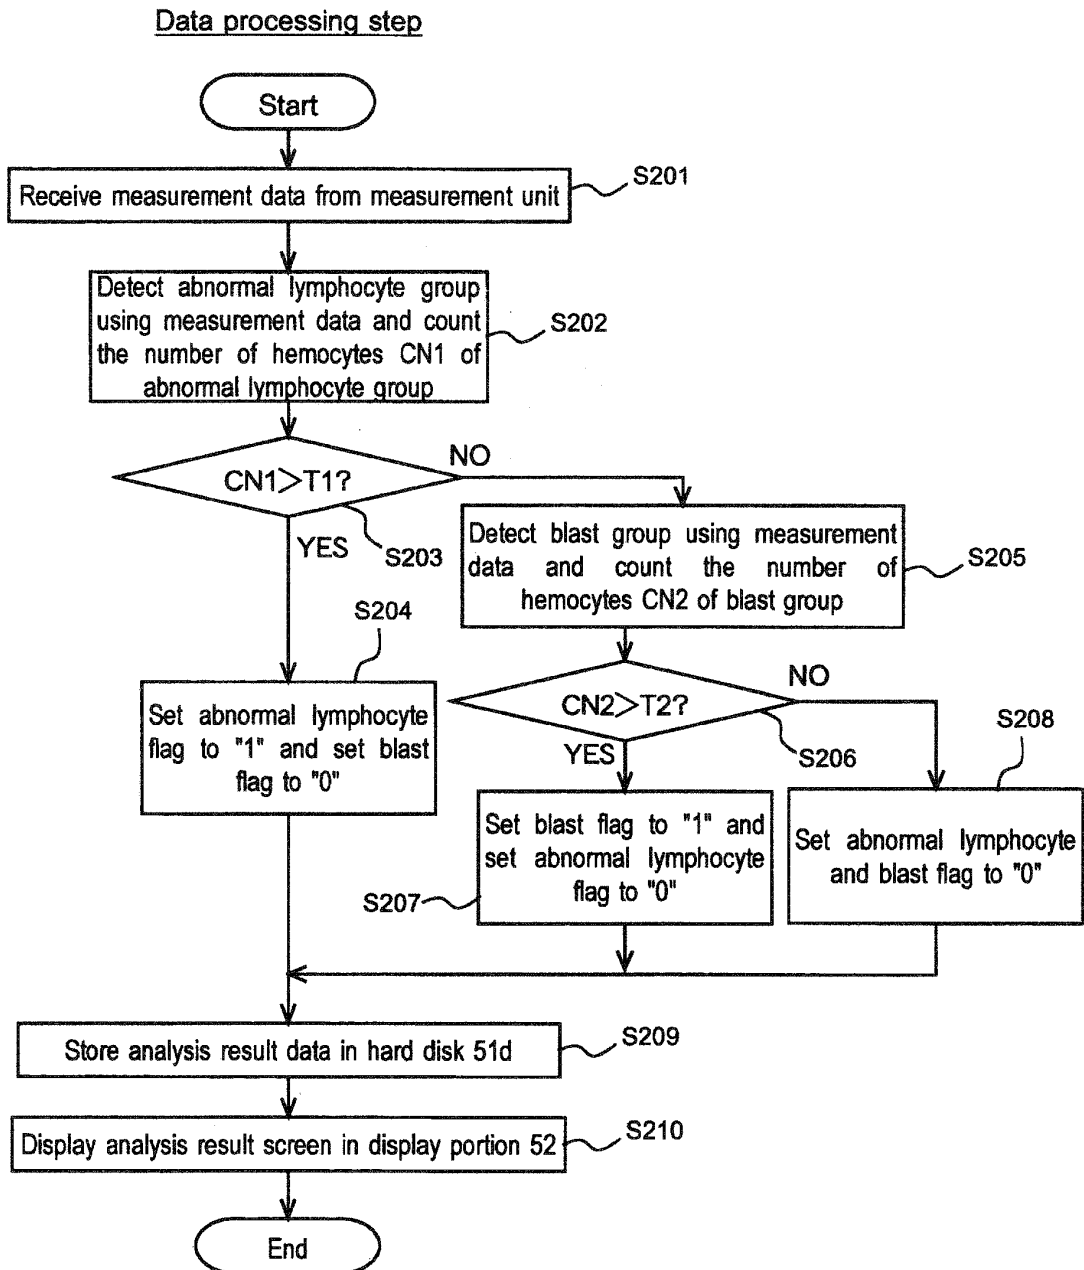 Data processing step
Start
Receive measurement data from measurement unit
S201
Detect abnormal lymphocyte group
using measurement data and count
the number of hemocytes CN1 of
abnormal lymphocyte group
S202
CN1>T1?
NO
YES
S203
Detect blast group using measurement
data and count the number of
hemocytes CN2 of blast group
S205
S204
Set abnormal lymphocyte
flag to "1" and set blast
flag to "0"
CN2>T2?
NO
YES
S206
S208
Set blast flag to "1" and
set abnormal lymphocyte
flag to "0"
S207
Set abnormal lymphocyte
and blast flag to "0"
Store analysis result data in hard disk 51d
S209
Display analysis result screen in display portion 52
S210
End